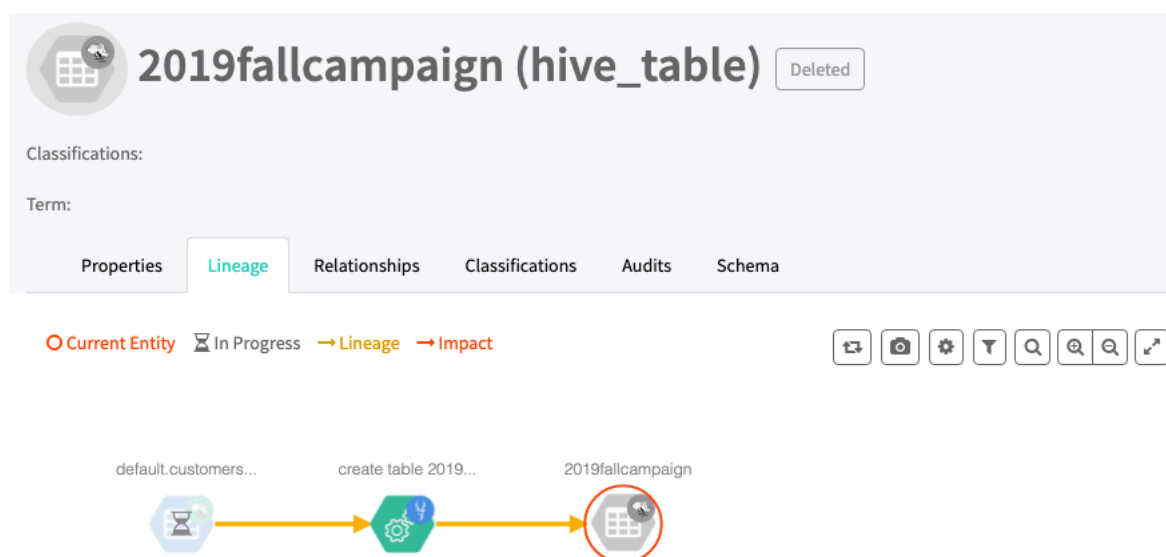 2019fallcampaign (hive_table) Deleted
Classifications:
Term:
Properties Lineage Relationships Classifications Audits Schema
Current Entity In Progress Lineage Impact
default.customers... create table 2019... 2019fallcampaign